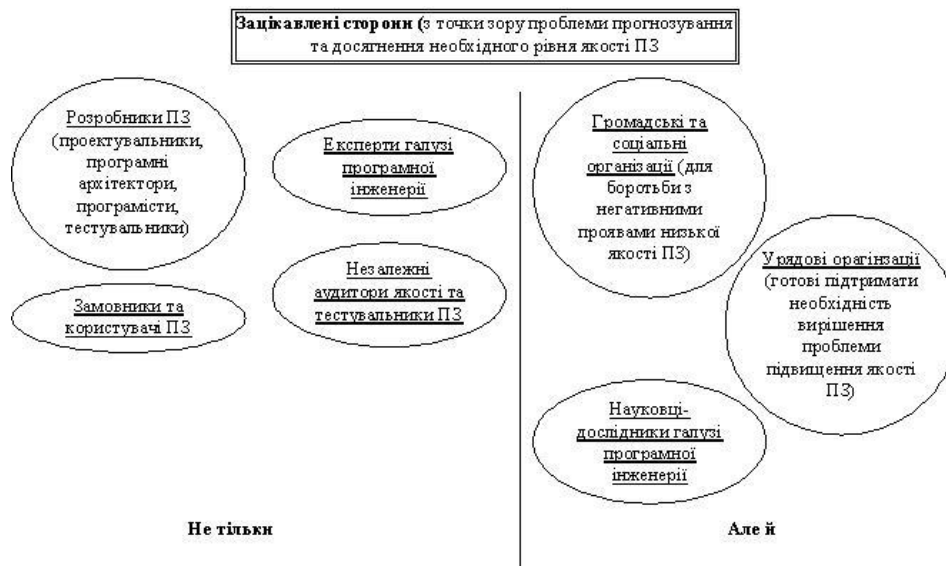 Зацікавлені сторони (з точки зору проблеми прогнозування
та досягнення необхідного рівня якості ПЗ
Розробники ПЗ
(проектувальники,
програмні
архітектори,
програмісти,
тестувальники)
Експерти галузі
програмної
інженерії
Замовники та
користувачі ПЗ
Незалежні
аудитори якості та
тестувальники ПЗ
Не тільки
Громадські та
соціальні
організації (для
боротьби з
негативними
проявами низької
якості ПЗ)
Урядові орагінзації
(готові підтримати
необхідність
вирішення
проблеми
підвищення якості
ПЗ)
Науковці-
дослідники галузі
програмної
інженерії
Але й